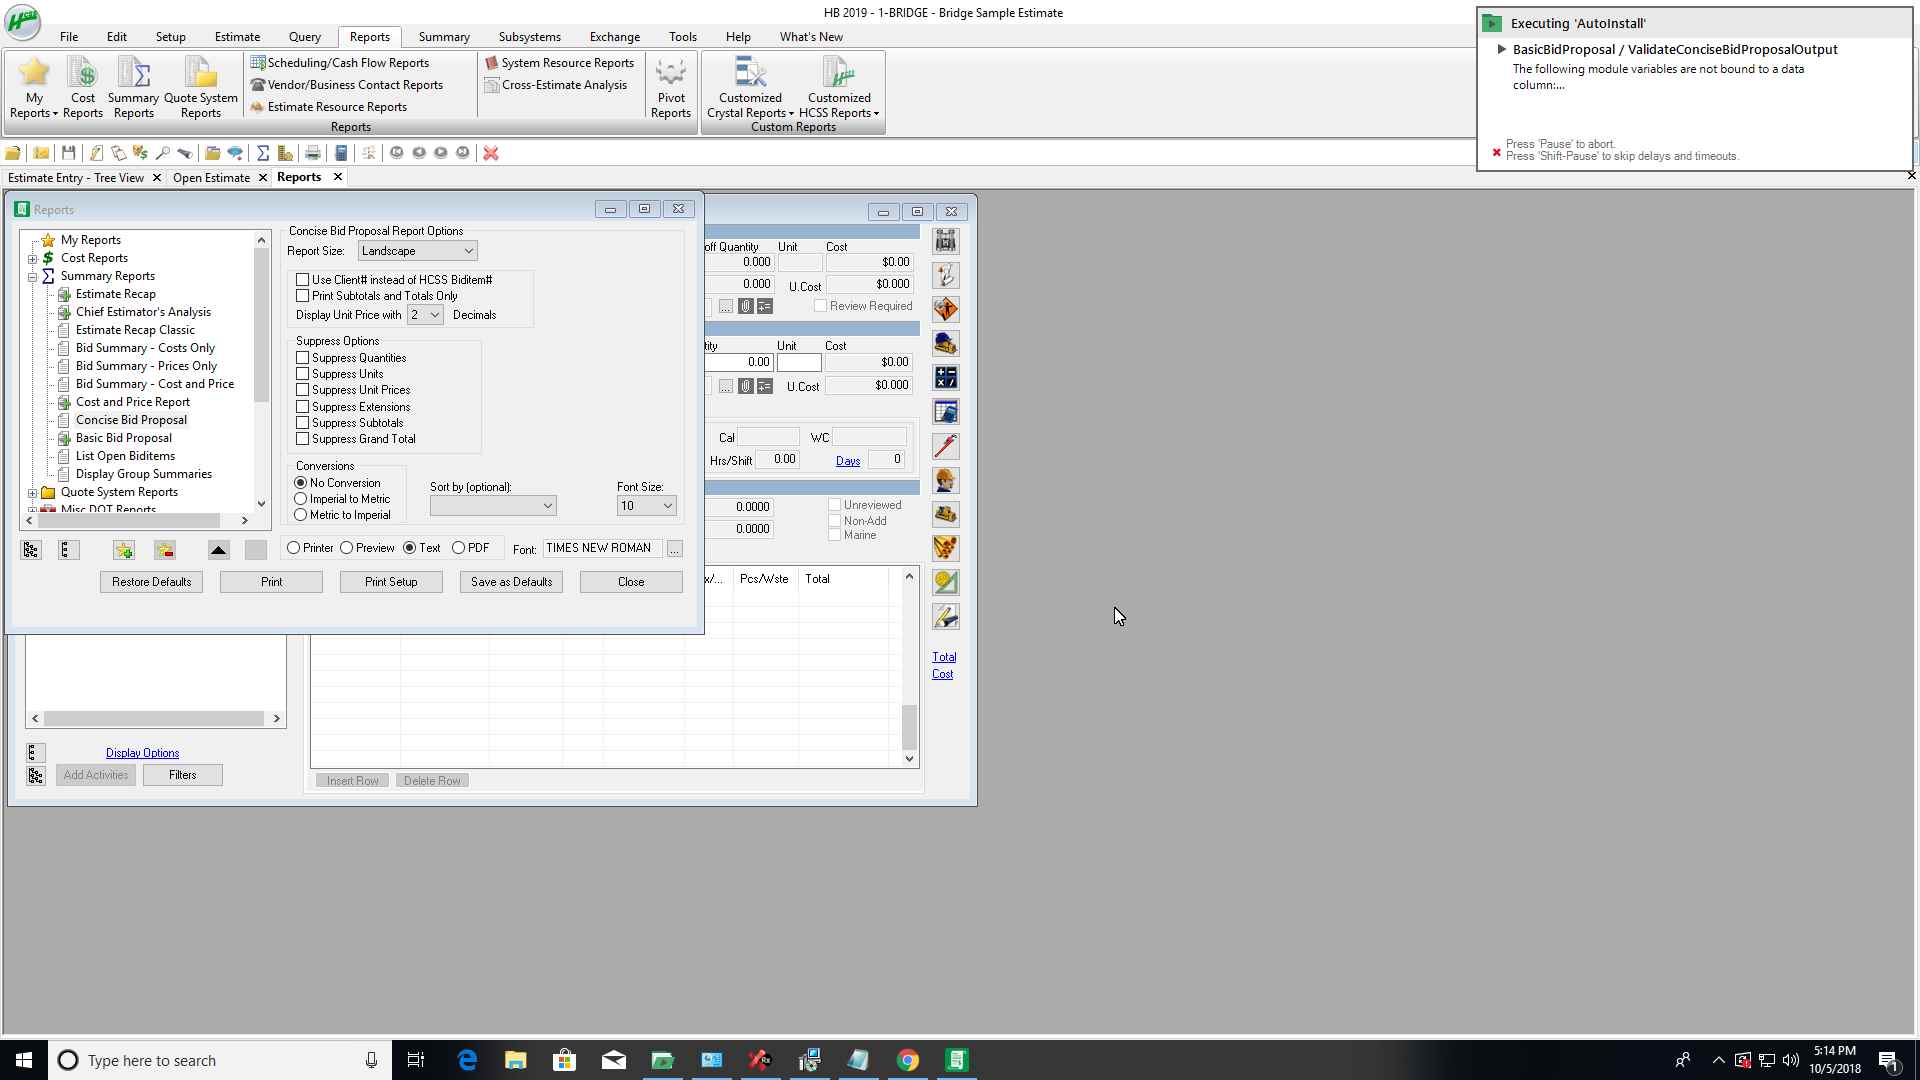 HB 2019 - 1-BRIDGE - Bridge Sample Estimate
File Edit Setup Estimate Query Reports Summary Subsystems Exchange Tools Help What's New
My Reports
Cost Reports
Summary Reports
Quote System Reports
Scheduling/Cash Flow Reports
Vendor/Business Contact Reports
Estimate Resource Reports
System Resource Reports
Cross-Estimate Analysis
Pivot Reports
Customized Crystal Reports
Customized HCSS Reports
Reports
Custom Reports
Executing 'AutoInstall'
BasicBidProposal / ValidateConciseBidProposalOutput
The following module variables are not bound to a data
column:...
Press 'Pause' to abort.
Press 'Shift-Pause' to skip delays and timeouts.
Estimate Entry - Tree View
Open Estimate
Reports
Reports
My Reports
Cost Reports
Summary Reports
Estimate Recap
Chief Estimator's Analysis
Estimate Recap Classic
Bid Summary - Costs Only
Bid Summary - Prices Only
Bid Summary - Cost and Price
Cost and Price Report
Concise Bid Proposal
Basic Bid Proposal
List Open Biditems
Display Group Summaries
Quote System Reports
Misc DOT Reports
Concise Bid Proposal Report Options
Report Size: Landscape
Use Client# instead of HCSS Biditem#
Print Subtotals and Totals Only
Display Unit Price with 2 Decimals
Suppress Options
Suppress Quantities
Suppress Units
Suppress Unit Prices
Suppress Extensions
Suppress Subtotals
Suppress Grand Total
Conversions
No Conversion
Imperial to Metric
Metric to Imperial
Sort by (optional):
Font Size:
10
Printer Preview Text PDF Font: TIMES NEW ROMAN ...
Restore Defaults Print Print Setup Save as Defaults Close
off Quantity Unit Cost
0.000 $0.00
0.000 U.Cost $0.000
... Review Required
tity Unit Cost
0.00 $0.00
... U.Cost $0.000
Cal WC
Hrs/Shift 0.00 Days 0
0.0000 Unreviewed
Non-Add
0.0000 Marine
x/... Pcs/Wste Total
Total
Cost
Display Options
Add Activities Filters
Insert Row Delete Row
Type here to search
5:14 PM
10/5/2018
1